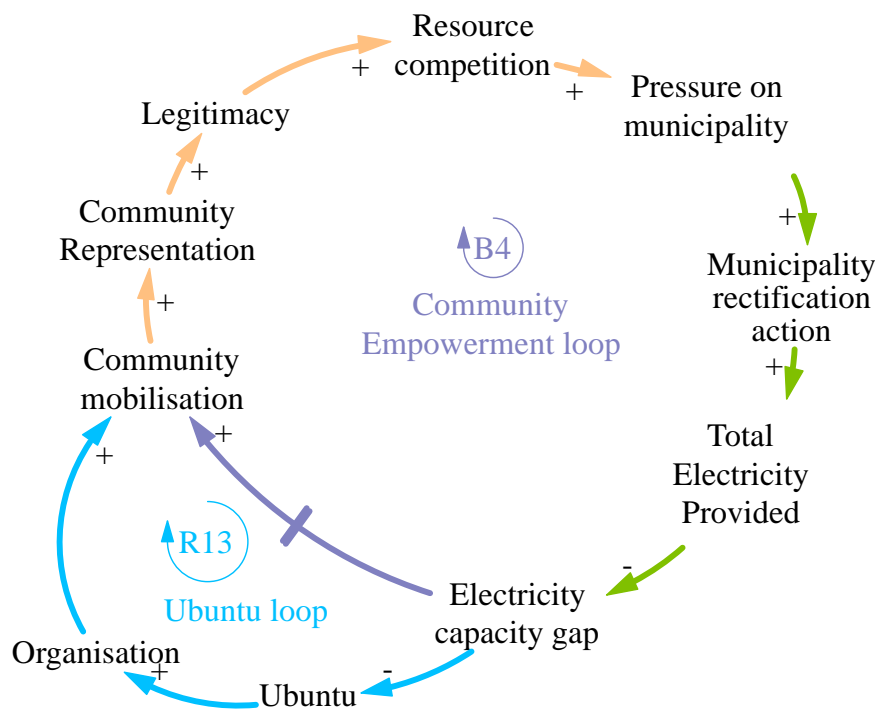 Resource
competition
+
+
Pressure on
municipality
Legitimacy
+
+
Community
Representation
B4
Municipality
rectification
action
Community
Empowerment loop
+
+
Community
mobilisation
+
+
Total
Electricity
Provided
R13
-
Ubuntu loop
Electricity
capacity gap
Organisation
+
-
Ubuntu